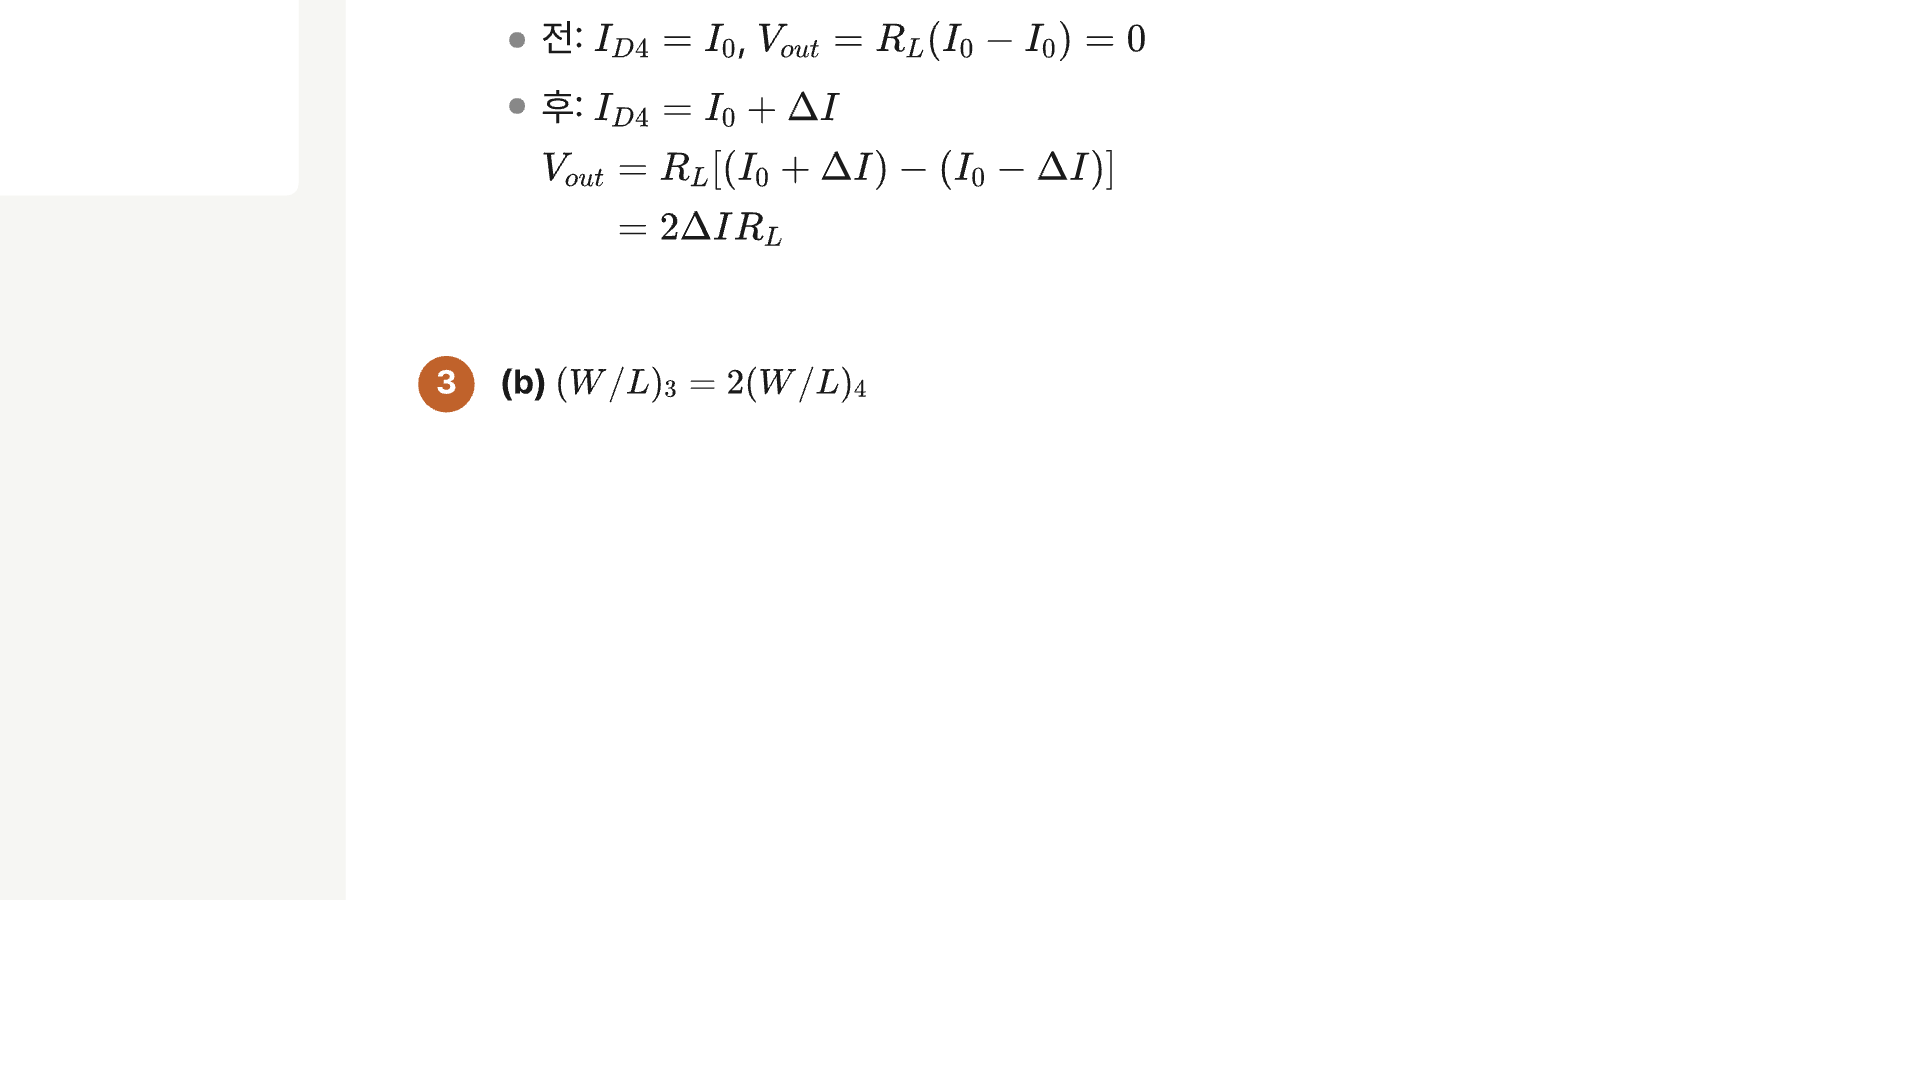 • 전: $I_{D4} = I_0$, $V_{out} = R_L(I_0 - I_0) = 0$
• 후: $I_{D4} = I_0 + \Delta I$
$V_{out} = R_L[(I_0 + \Delta I) - (I_0 - \Delta I)]$
$= 2\Delta I R_L$
3 (b) $(W/L)_3 = 2(W/L)_4$